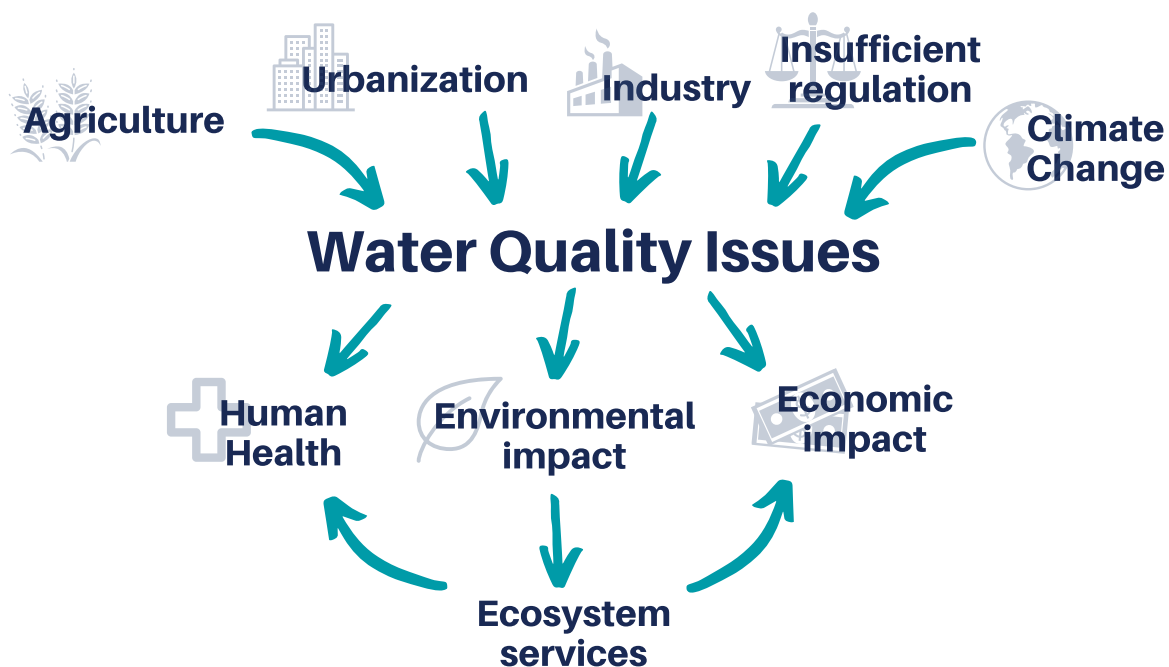 Agriculture
Urbanization
Industry
Insufficient
regulation
Climate
Change
Water Quality Issues
Human
Health
Environmental
impact
Economic
impact
Ecosystem
services